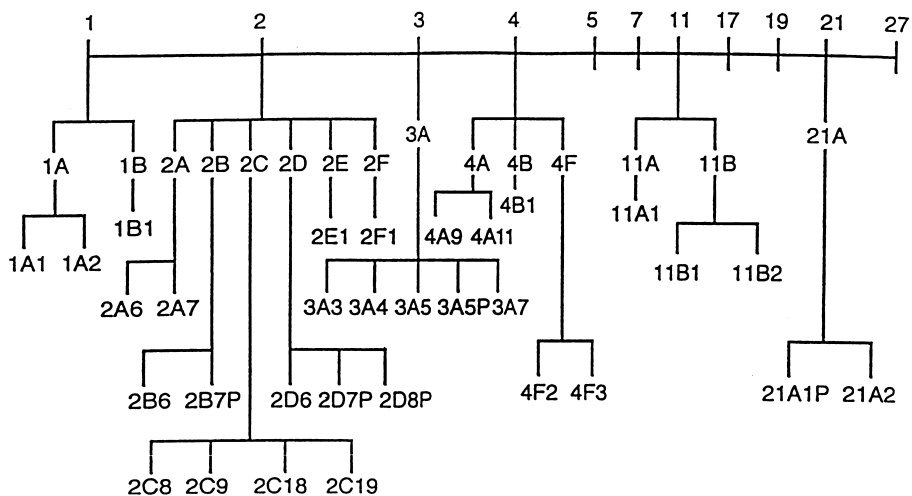 1 2 3 4 5 7 11 17 19 21 27
3A 21A
1A 1B 2A 2B 2C 2D 2E 2F 4A 4B 4F 11A 11B
4B1
11A1
1B1 2E1 2F1 4A9 4A11
1A1 1A2 11B1 11B2
2A6 2A7 3A3 3A4 3A5 3A5P 3A7
2B6 2B7P 2D6 2D7P 2D8P 4F2 4F3 21A1P 21A2
2C8 2C9 2C18 2C19